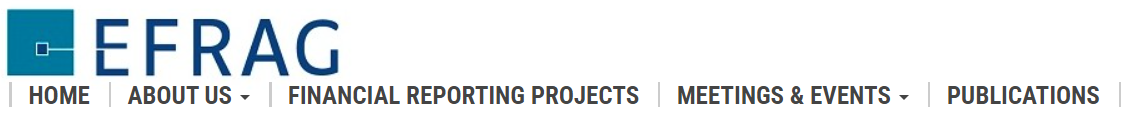 EFRAG
HOME ABOUT US FINANCIAL REPORTING PROJECTS MEETINGS & EVENTS PUBLICATIONS